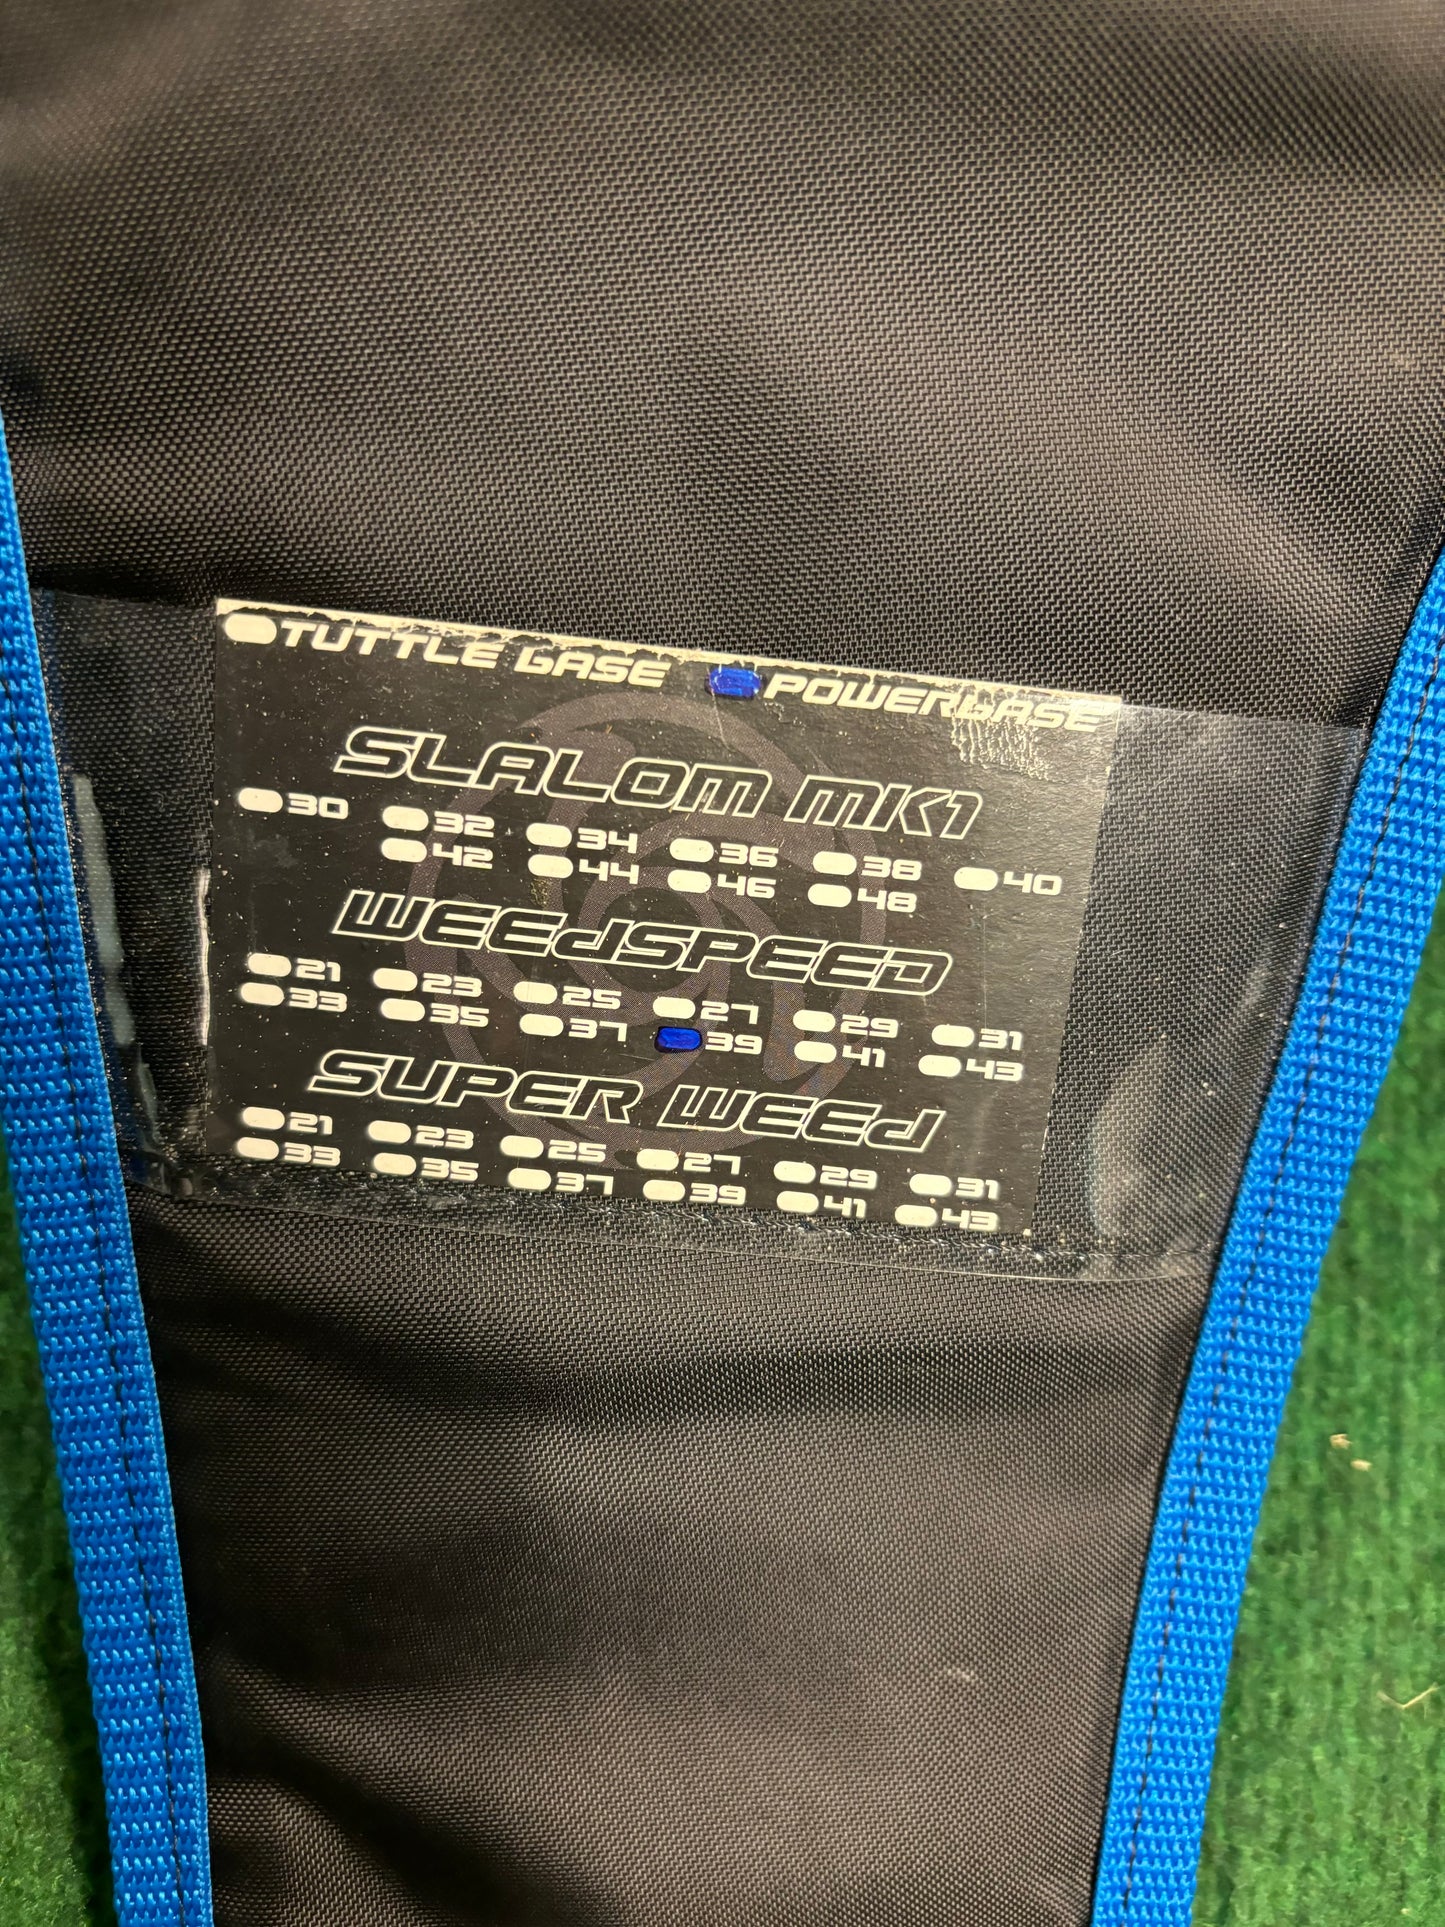 TUTTLE BASE POWERBASE
SLALOM MK1
30 32 34 36 38 40
42 44 46 48
WEEDSPEED
21 23 25 27 29 31
33 35 37 39 41 43
SUPER WEED
21 23 25 27 29 31
33 35 37 39 41 43